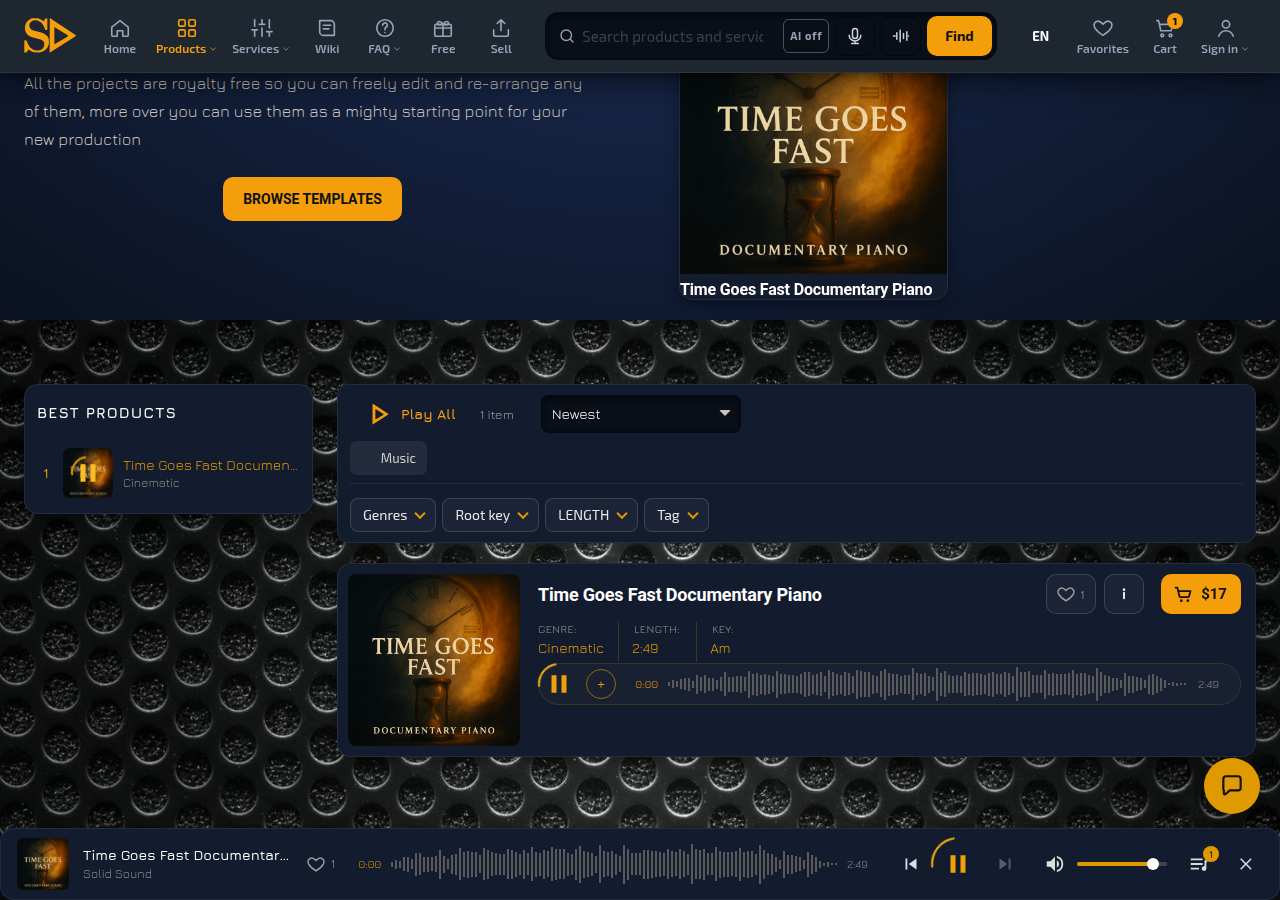 Home
Products
Services
Wiki
FAQ
Free
Sell
Search products and servic
AI off
Find
EN
Favorites
1
Cart
Sign in
All the projects are royalty free so you can freely edit and re-arrange any
of them, more over you can use them as a mighty starting point for your
new production
BROWSE TEMPLATES
TIME GOES
FAST
DOCUMENTARY PIANO
Time Goes Fast Documentary Piano
BEST PRODUCTS
1
Time Goes Fast Documen...
Cinematic
Play All
1 item
Newest
Music
Genres
Root key
LENGTH
Tag
TIME GOES
FAST
DOCUMENTARY PIANO
Time Goes Fast Documentary Piano
1
i
$17
GENRE:
LENGTH:
KEY:
Cinematic
2:49
Am
+
0:00
2:49
TIME GOES
FAST
Time Goes Fast Documentar...
Solid Sound
1
0:00
2:49
1